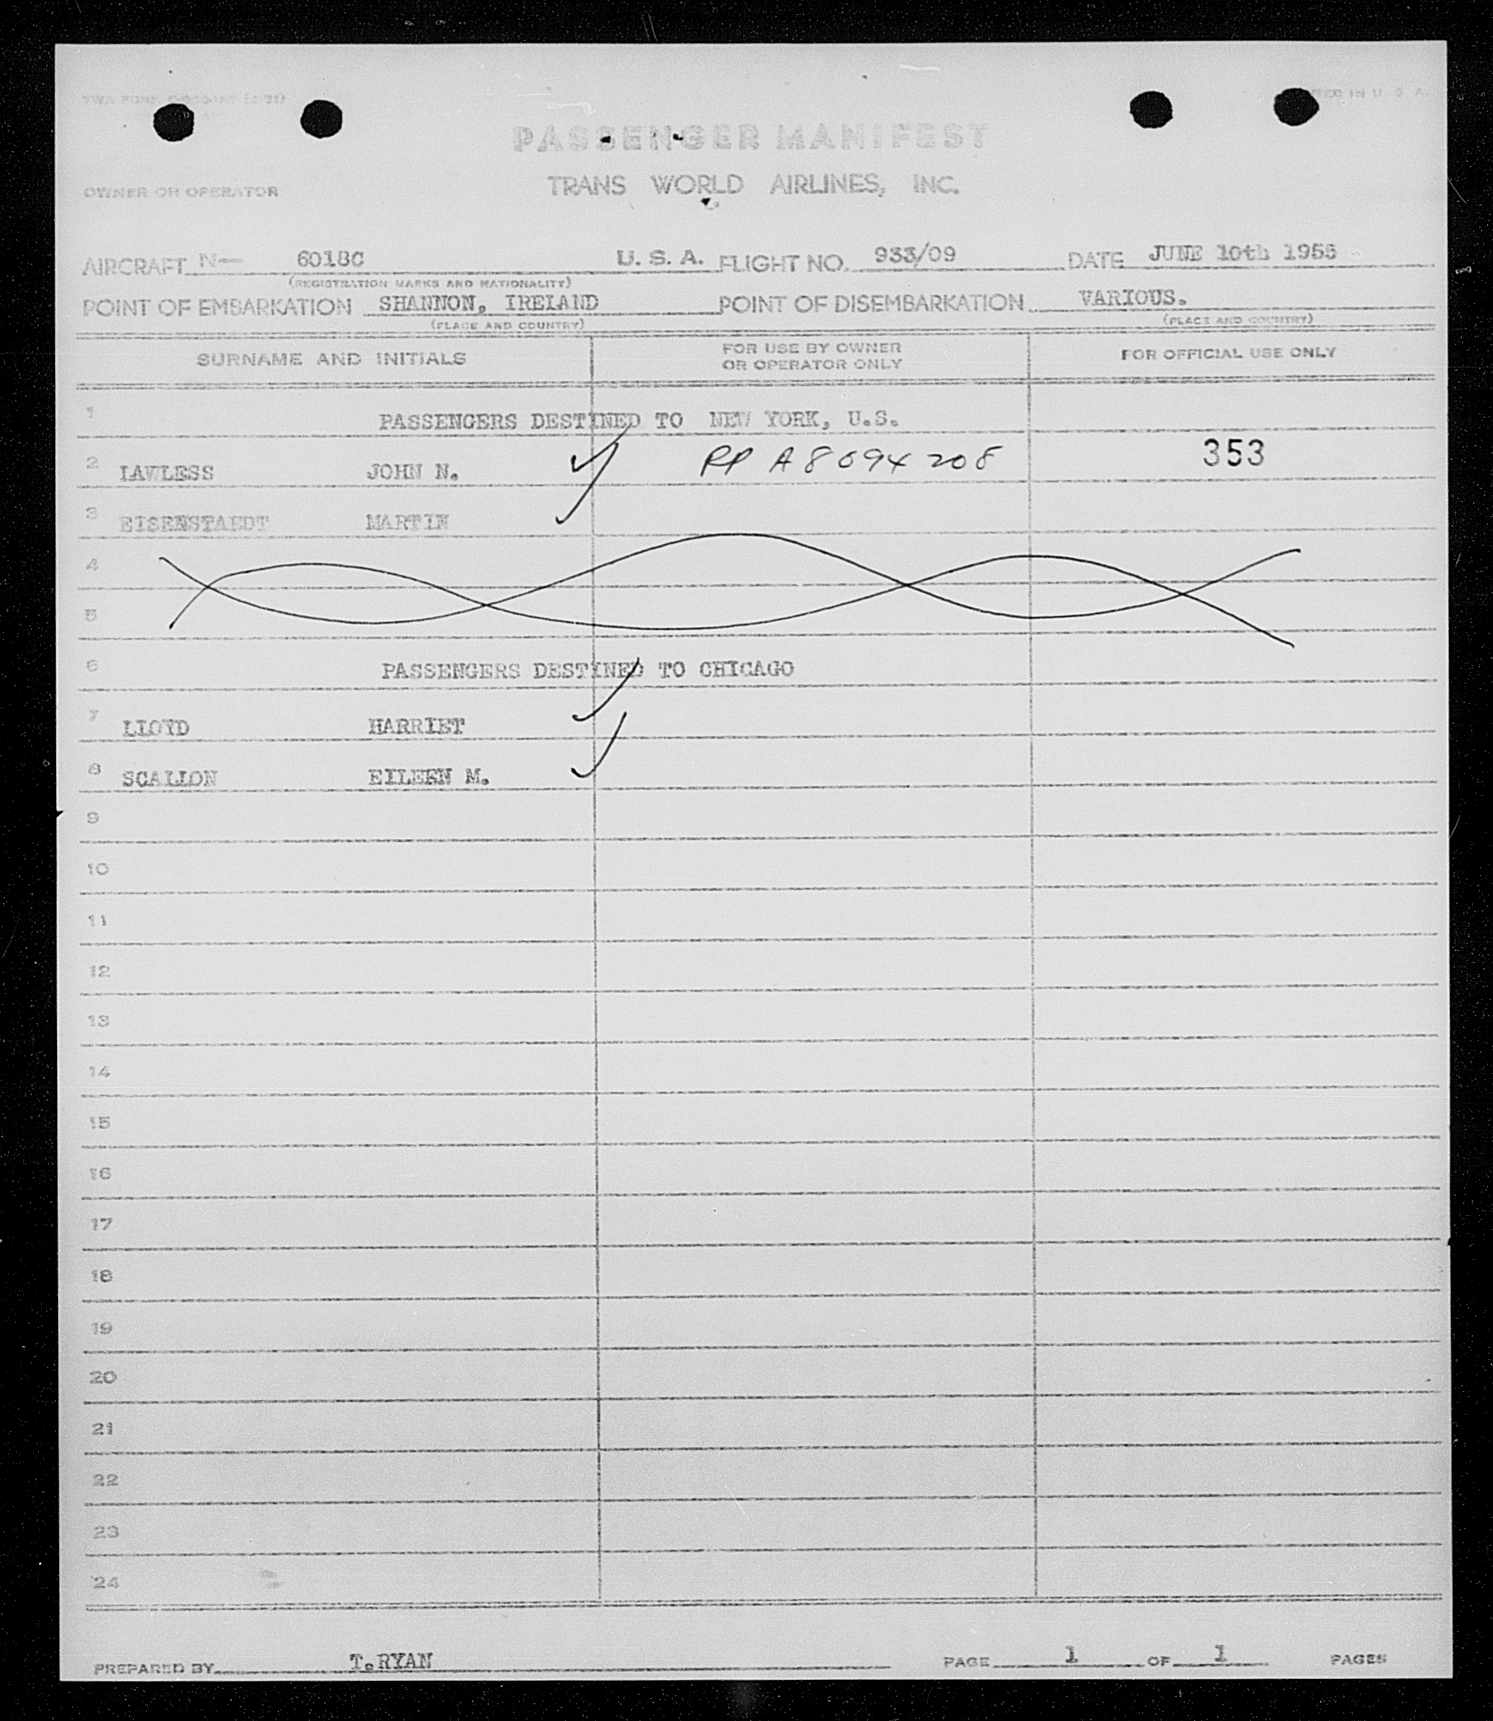 PASSENGER MANIFEST
OWNER OR OPERATOR TRANS WORLD AIRLINES, INC.
AIRCRAFT N— 6018C U. S. A. FLIGHT NO. 933/09 DATE JUNE 10th 1956
(REGISTRATION MARKS AND NATIONALITY)
POINT OF EMBARKATION SHANNON, IRELAND POINT OF DISEMBARKATION VARIOUS.
(PLACE AND COUNTRY) (PLACE AND COUNTRY)
SURNAME AND INITIALS FOR USE BY OWNER OR OPERATOR ONLY FOR OFFICIAL USE ONLY
1 PASSENGERS DESTINED TO NEW YORK, U.S.
2 LAWLESS JOHN N. ✓ PP A8094208 353
3 EISENSTAEDT MARTIN ✓
4
5
6 PASSENGERS DESTINED TO CHICAGO
7 LLOYD HARRIET ✓
8 SCALLON EILEEN M. ✓
9
10
11
12
13
14
15
16
17
18
19
20
21
22
23
24
PREPARED BY T.RYAN PAGE 1 OF 1 PAGES